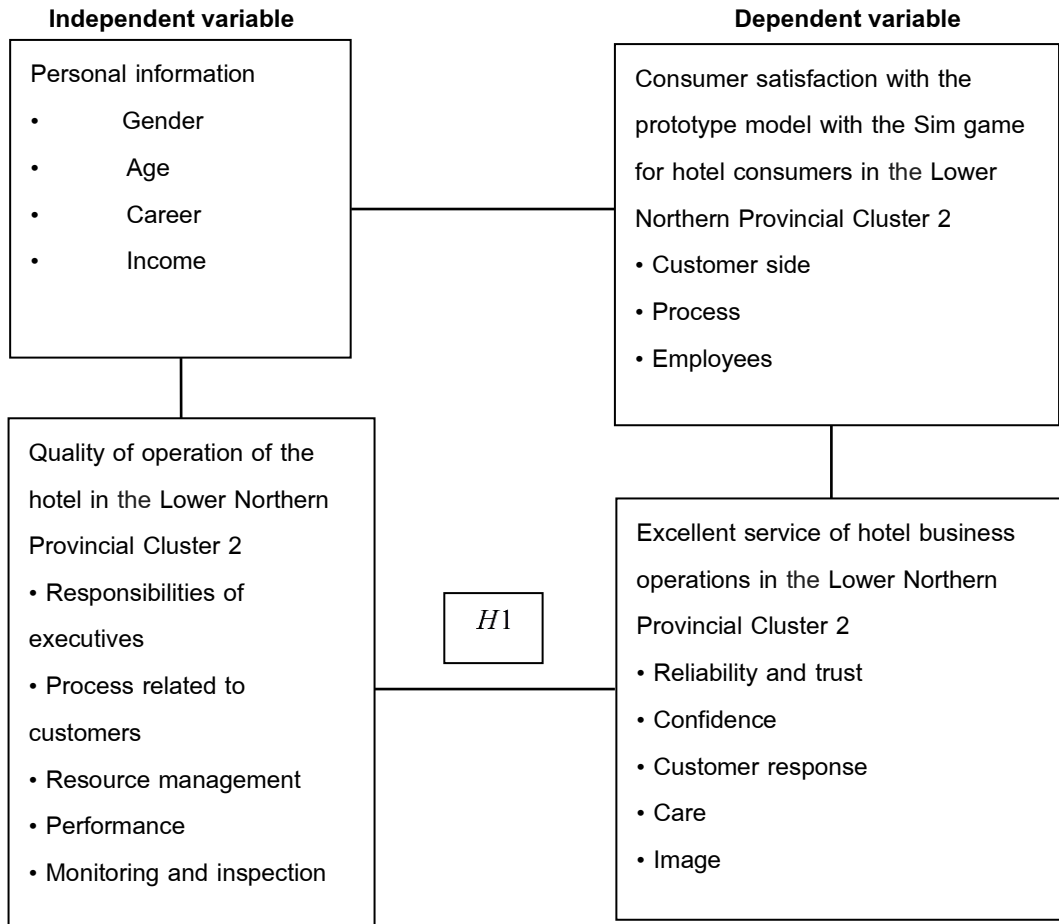 Independent variable
Personal information
• Gender
• Age
• Career
• Income
Quality of operation of the
hotel in the Lower Northern
Provincial Cluster 2
• Responsibilities of
executives
• Process related to
customers
• Resource management
• Performance
• Monitoring and inspection
H1
Dependent variable
Consumer satisfaction with the
prototype model with the Sim game
for hotel consumers in the Lower
Northern Provincial Cluster 2
• Customer side
• Process
• Employees
Excellent service of hotel business
operations in the Lower Northern
Provincial Cluster 2
• Reliability and trust
• Confidence
• Customer response
• Care
• Image